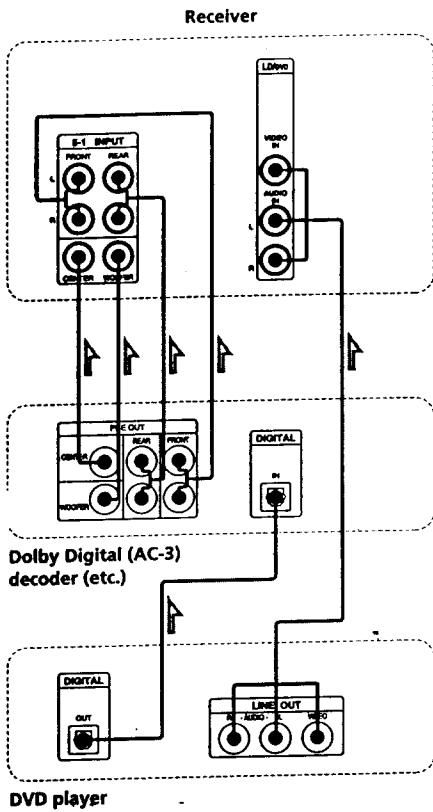 Receiver
LD/DVD
5-1 INPUT
FRONT REAR
VIDEO
IN
AUDIO
IN
L
R
L
R
CENTER WOOFER
PRE OUT
REAR FRONT
CENTER
WOOFER
DIGITAL
IN
Dolby Digital (AC-3)
decoder (etc.)
DIGITAL
OUT
LINE OUT
R - AUDIO - L VIDEO
DVD player